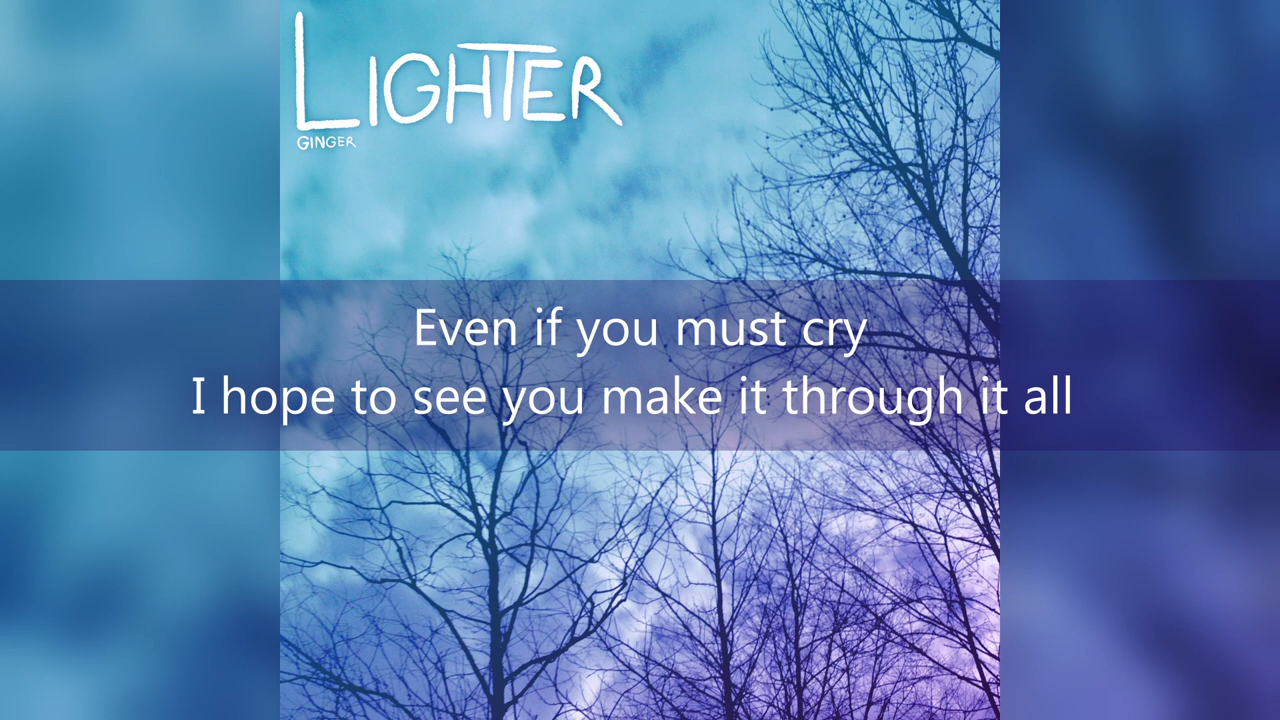 LIGHTER
GINGER
Even if you must cry
I hope to see you make it through it all